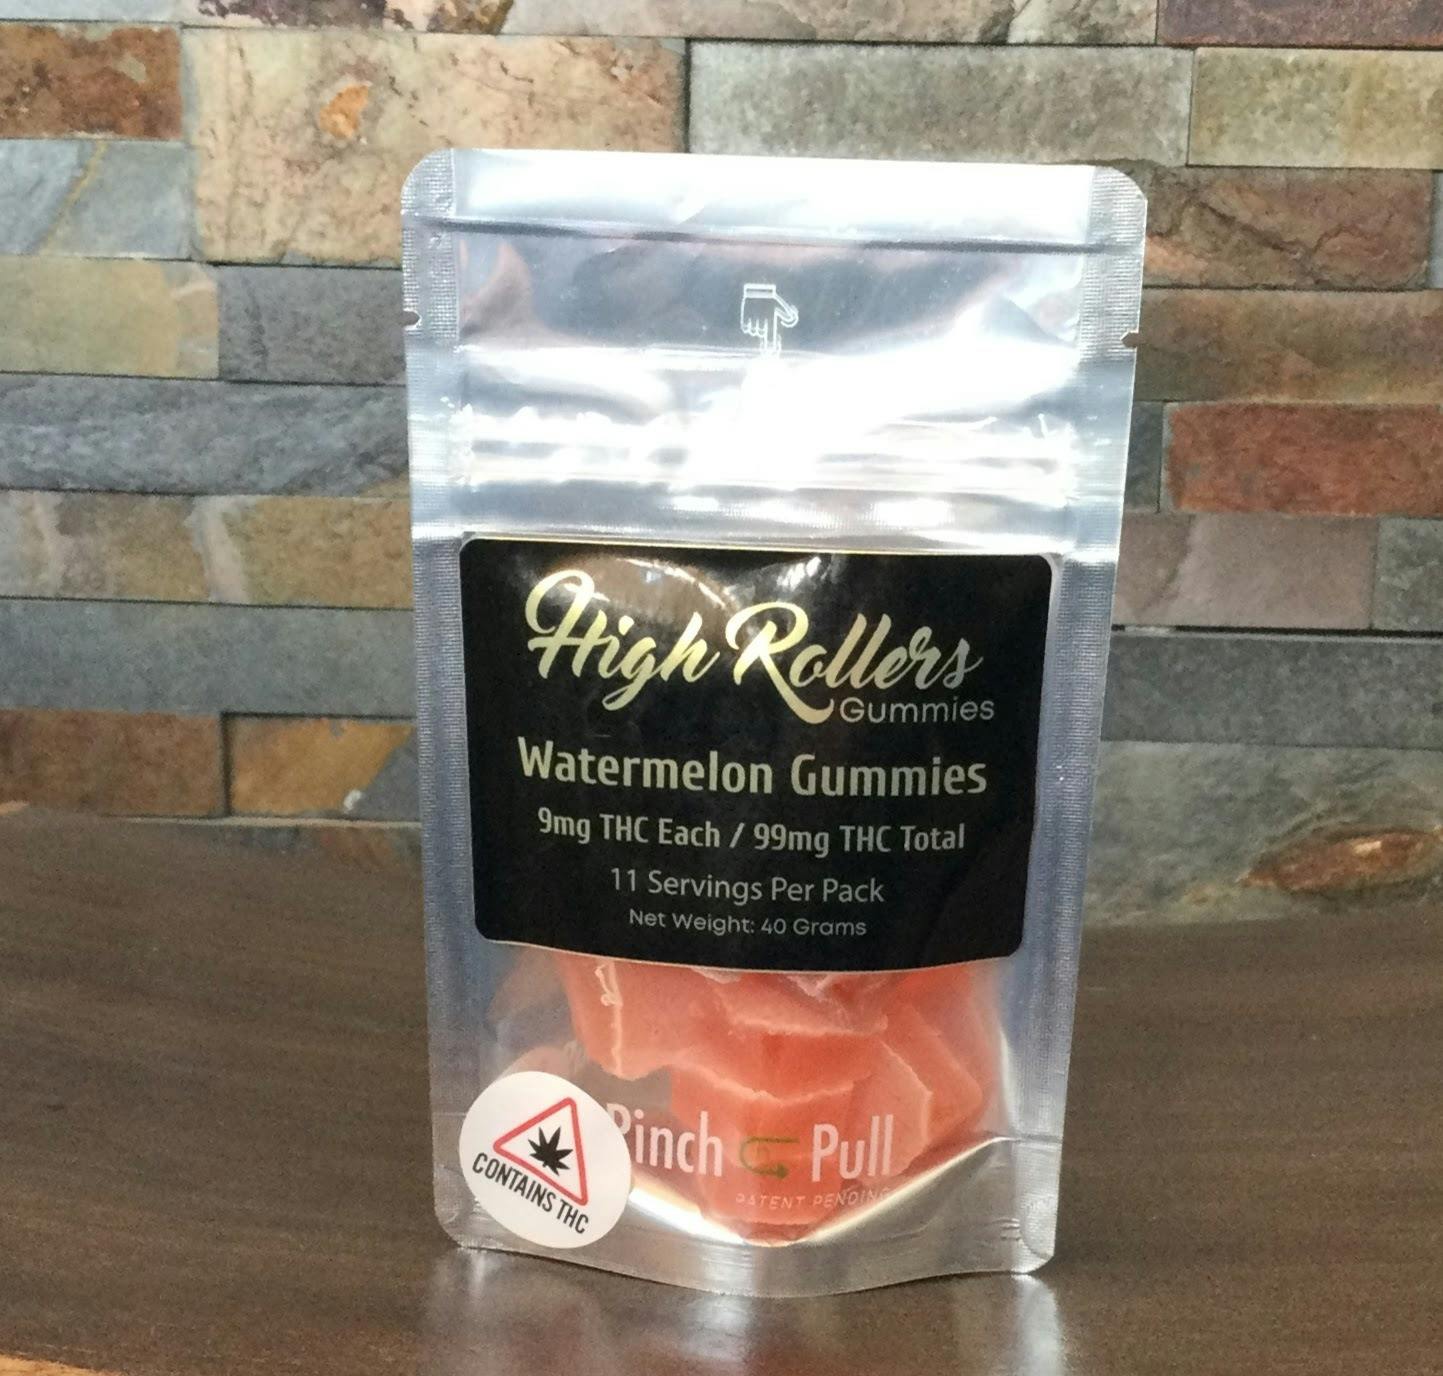 High Rollers
Gummies
Watermelon Gummies
9mg THC Each / 99mg THC Total
11 Servings Per Pack
Net Weight: 40 Grams
Pinch Pull
PATENT PENDING
CONTAINS THC